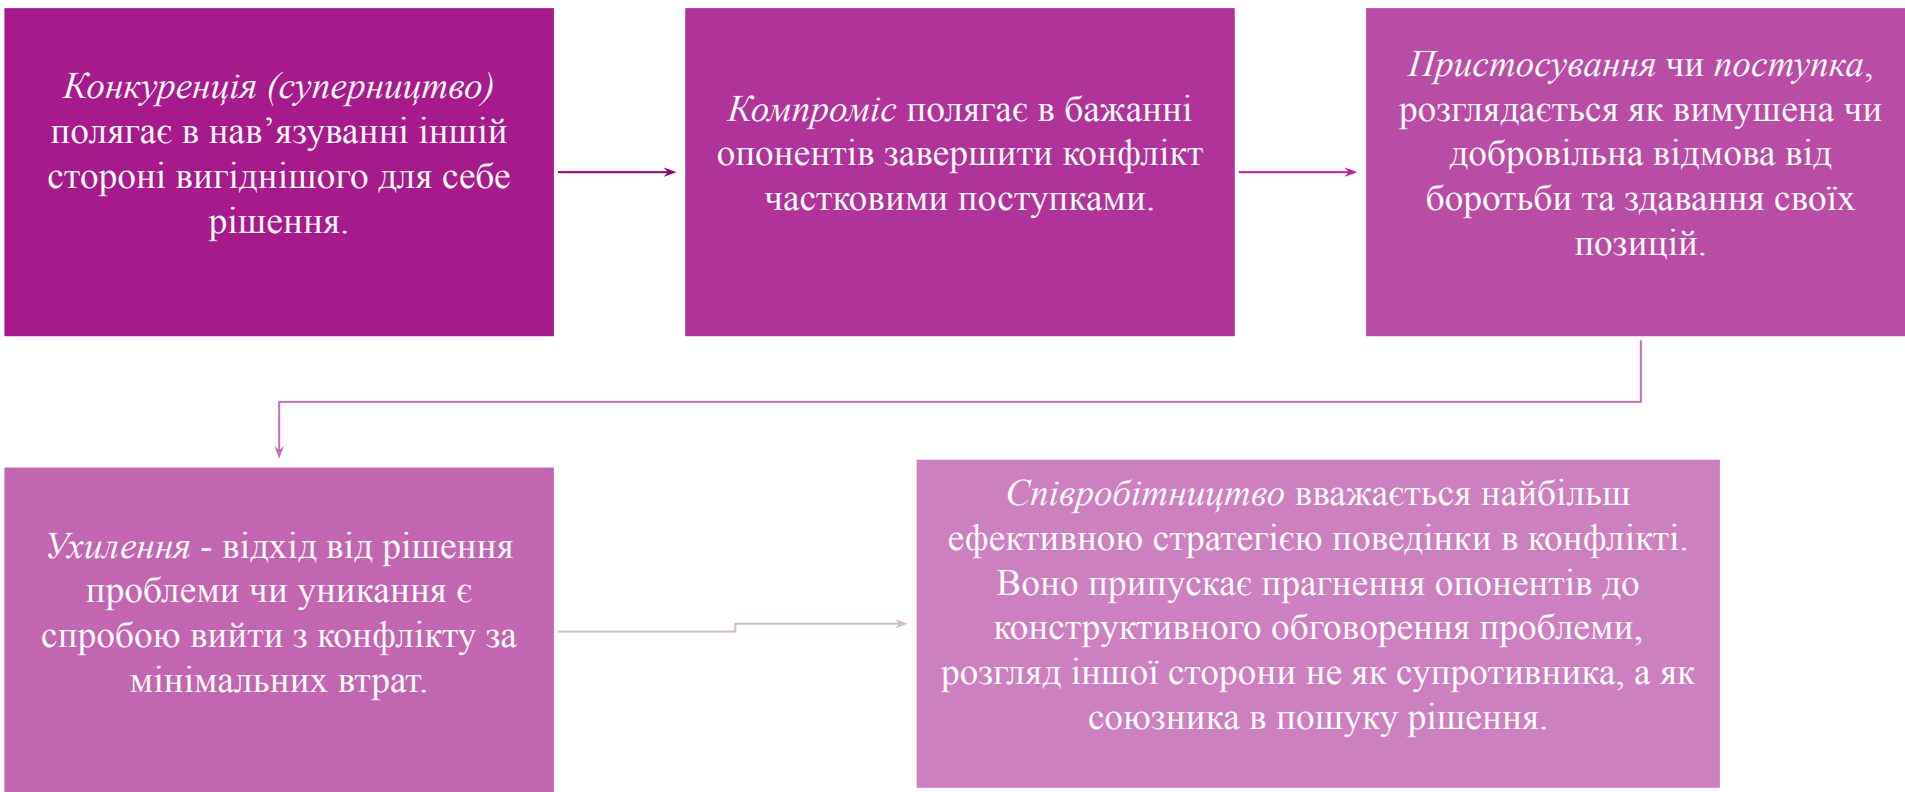 Конкуренція (суперництво)
полягає в нав’язуванні іншій
стороні вигіднішого для себе
рішення.
Компроміс полягає в бажанні
опонентів завершити конфлікт
частковими поступками.
Пристосування чи поступка,
розглядається як вимушена чи
добровільна відмова від
боротьби та здавання своїх
позицій.
Ухилення - відхід від рішення
проблеми чи уникання є
спробою вийти з конфлікту за
мінімальних втрат.
Співробітництво вважається найбільш
ефективною стратегією поведінки в конфлікті.
Воно припускає прагнення опонентів до
конструктивного обговорення проблеми,
розгляд іншої сторони не як супротивника, а як
союзника в пошуку рішення.